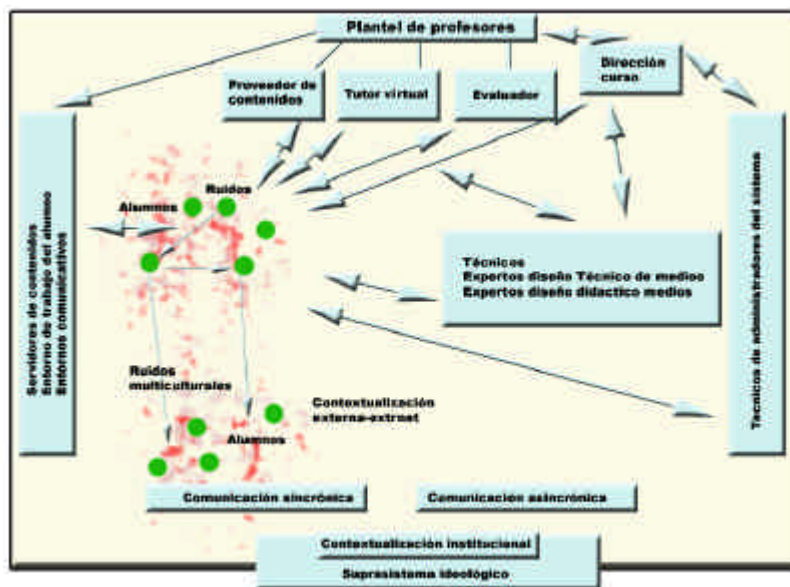 Plantel de profesores
Proveedor de
contenidos
Tutor virtual
Evaluador
Dirección
curso
Ruidos
Alumnos
Servidores de contenidos
Entorno de trabajo del alumno
Entornos comunicativos
Técnicos
Expertos diseño Técnico de medios
Expertos diseño didactico medios
Tecnicos de administradores del sistema
Ruidos
multiculturales
Contextualización
externa-extrnet
Alumnos
Comunicación sincrónica
Comunicación asincrónica
Contextualización institucional
Suprasistema ideológico